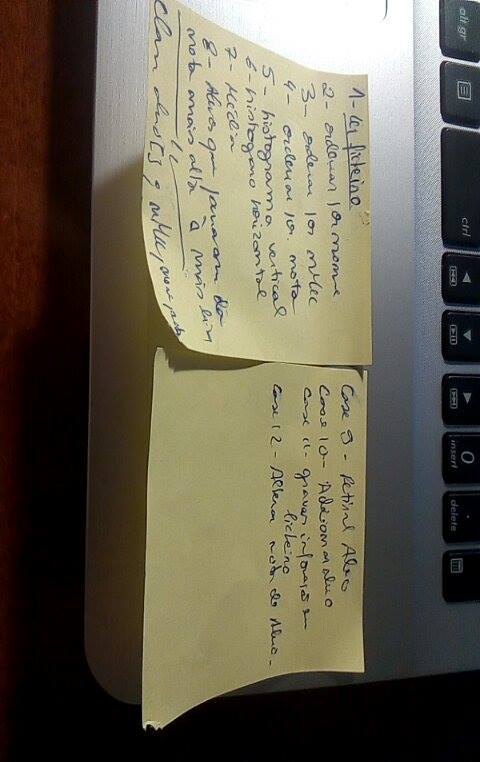 alt gr
ctrl
0
insert
.
delete
1- Ler ficheiro
2- ordenar por nome
3- ordenar por nMec
4- ordenar por nota
5- histograma vertical
6- histograma horizontal
7- Média
8- Alunos que passaram da
nota mais alta à mais
Class aluno[] nMec, nome, nota
Case 9- Retirar Aluno
Case 10- Adicionar aluno
Case 11- gravar informação em
ficheiro
Case 12- Alterar nota do Aluno.